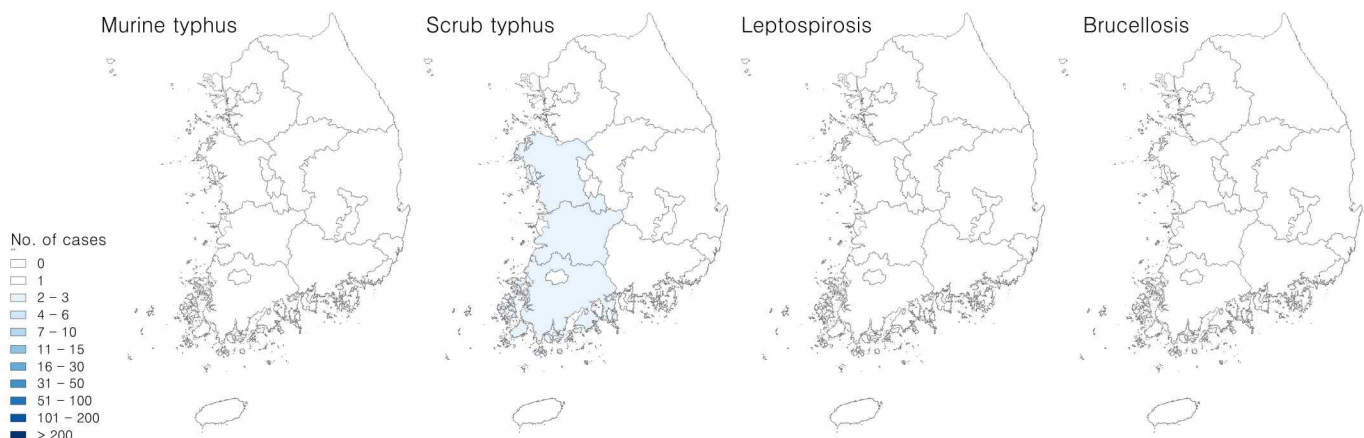 Murine typhus
Scrub typhus
Leptospirosis
Brucellosis
No. of cases
0
1
2 – 3
4 – 6
7 – 10
11 – 15
16 – 30
31 – 50
51 – 100
101 – 200
> 200